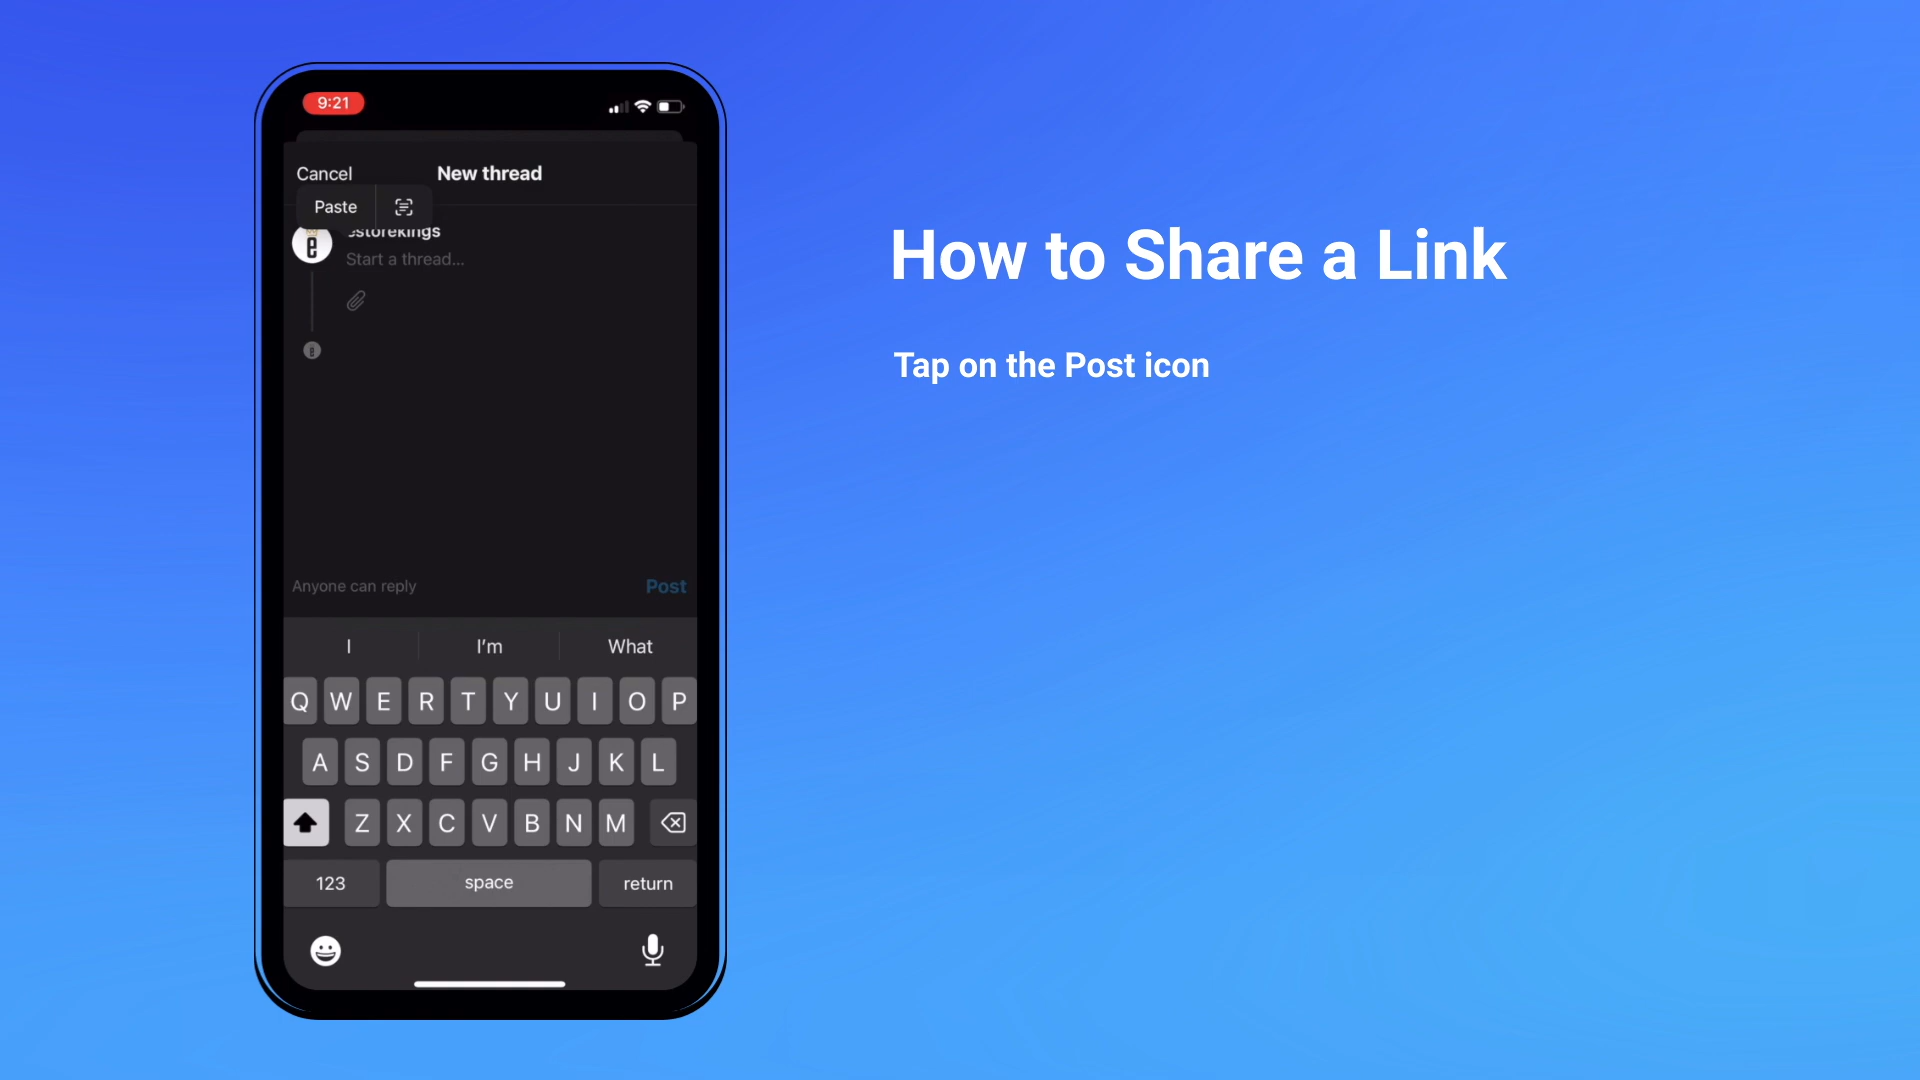 9:21
Cancel
New thread
Paste
estorekings
Start a thread...
Anyone can reply
Post
I
I'm
What
Q W E R T Y U I O P
A S D F G H J K L
Z X C V B N M
123
space
return
How to Share a Link
Tap on the Post icon